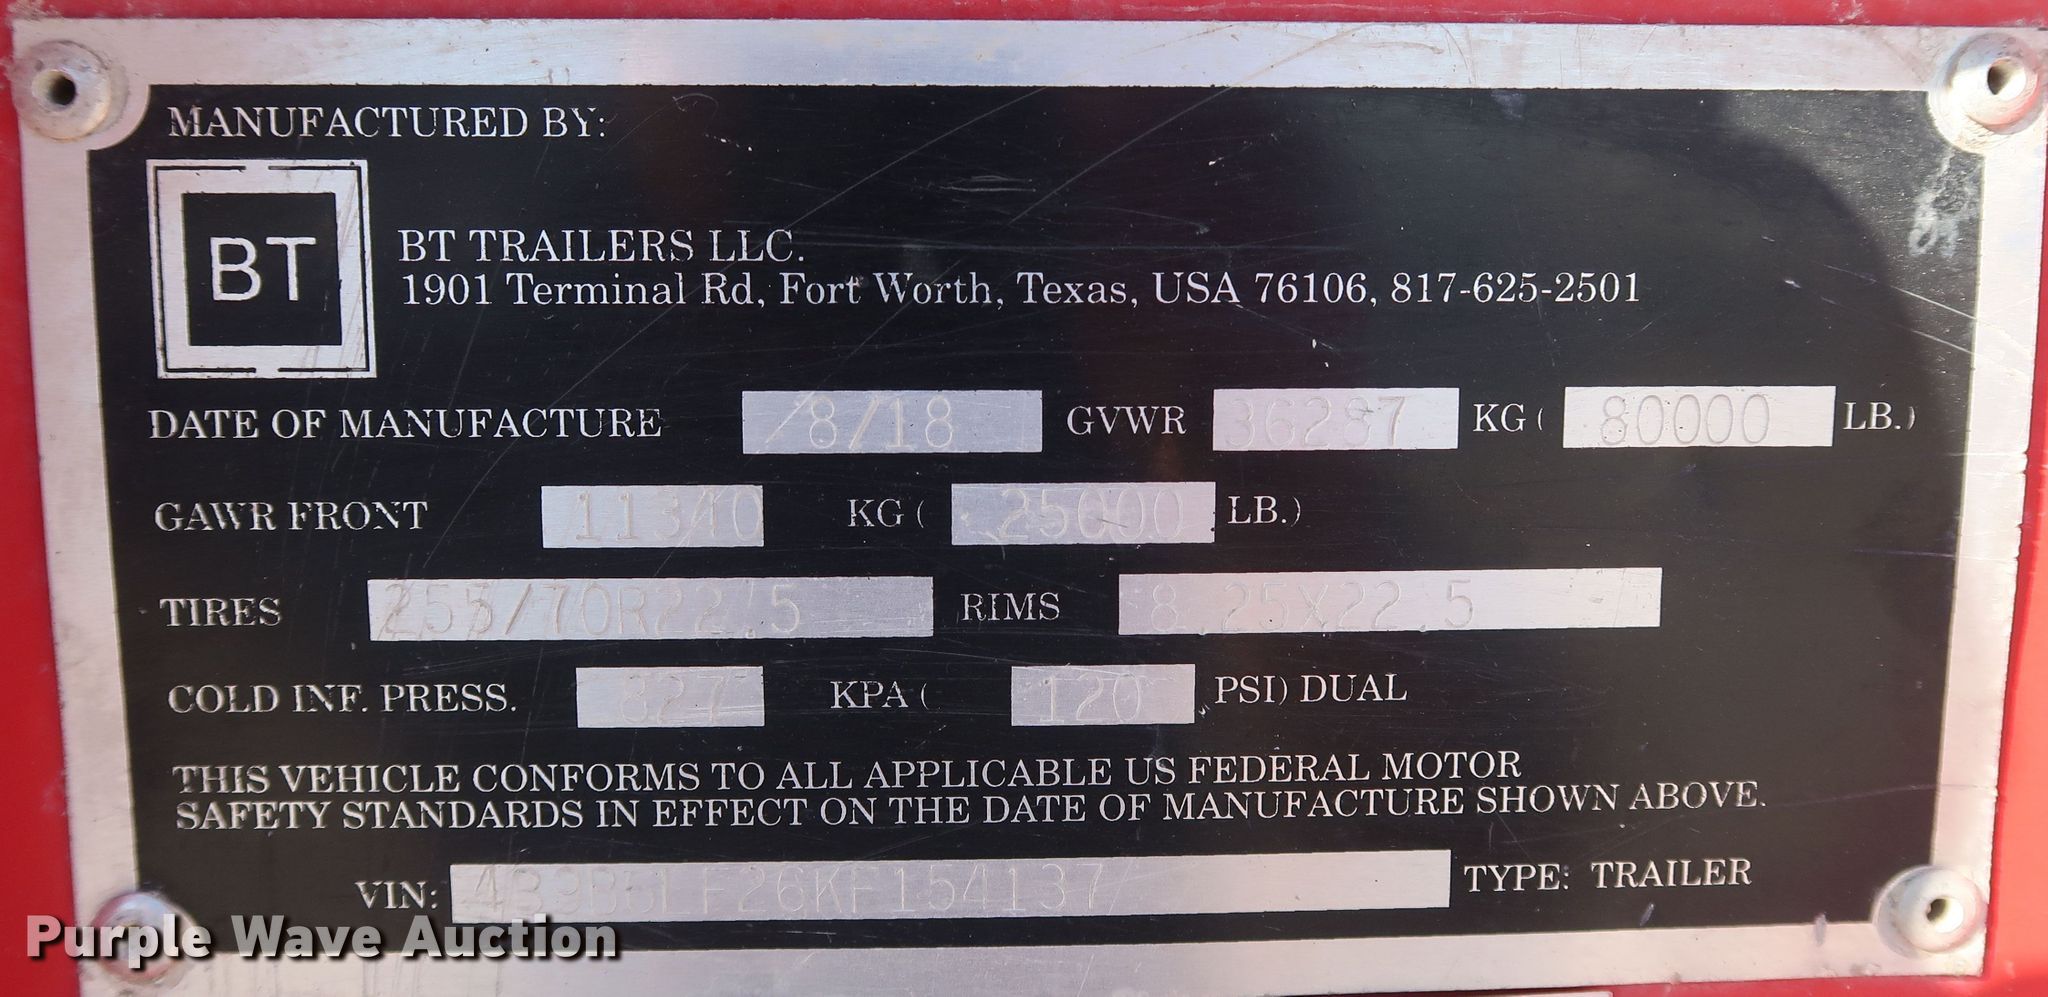 MANUFACTURED BY:
BT
BT TRAILERS LLC.
1901 Terminal Rd, Fort Worth, Texas, USA 76106, 817-625-2501
DATE OF MANUFACTURE /8/18 GVWR 36287 KG ( 80000 LB.)
GAWR FRONT 11340 KG ( 25000 LB.)
TIRES 255/70R22.5 RIMS 8.25X22.5
COLD INF. PRESS. 827 KPA ( 120 PSI) DUAL
THIS VEHICLE CONFORMS TO ALL APPLICABLE US FEDERAL MOTOR
SAFETY STANDARDS IN EFFECT ON THE DATE OF MANUFACTURE SHOWN ABOVE.
VIN: TYPE: TRAILER
Purple Wave Auction